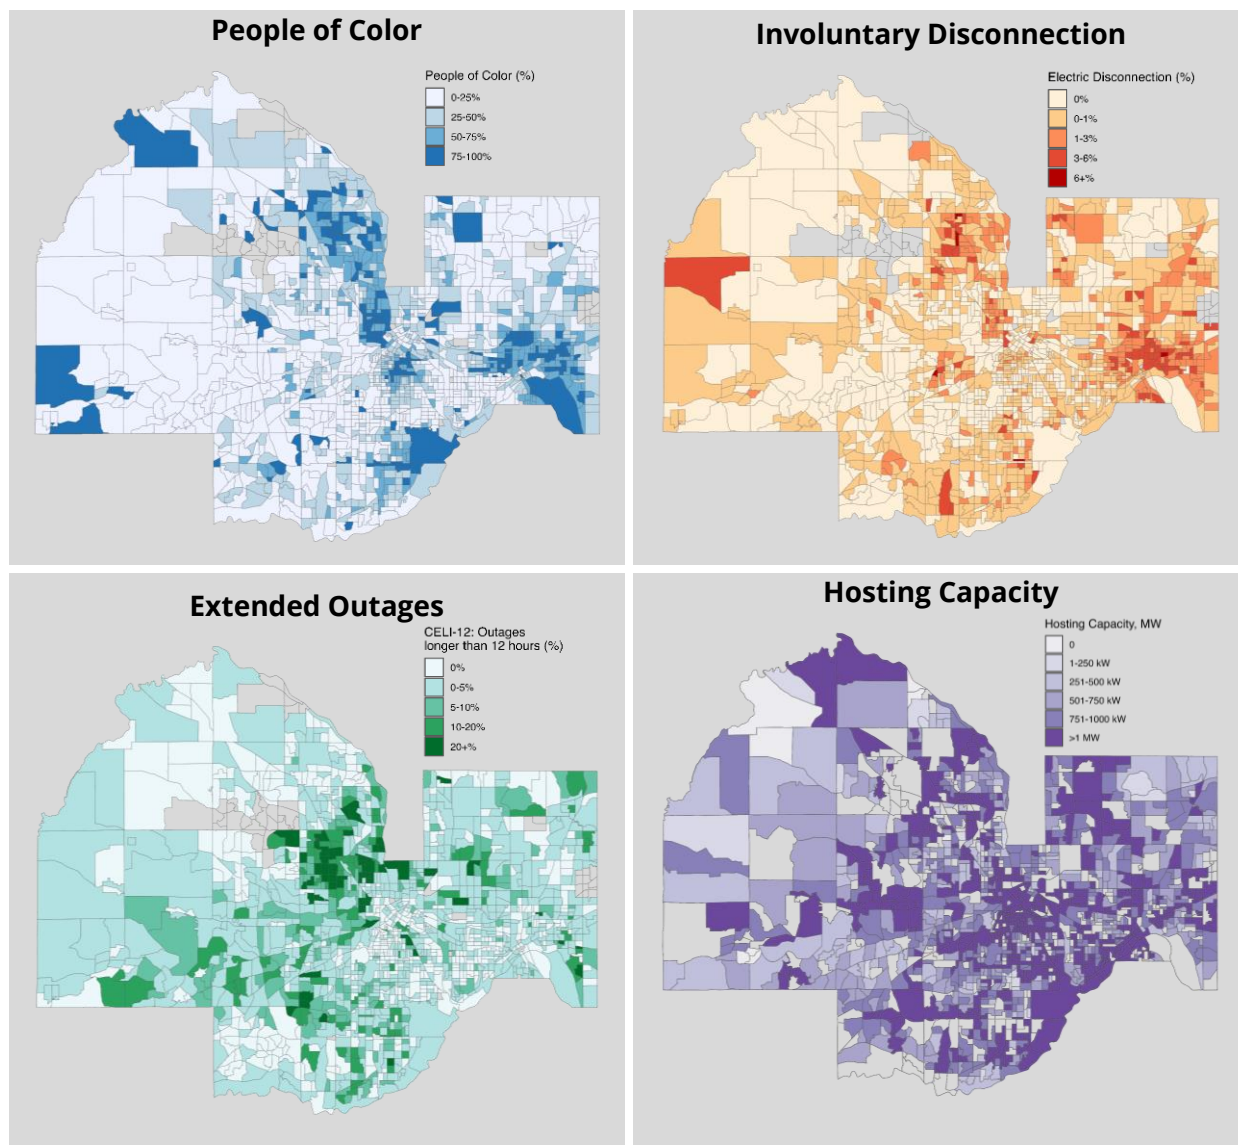 People of Color
People of Color (%)
0-25%
25-50%
50-75%
75-100%
Involuntary Disconnection
Electric Disconnection (%)
0%
0-1%
1-3%
3-6%
6+%
Extended Outages
CELI-12: Outages
longer than 12 hours (%)
0%
0-5%
5-10%
10-20%
20+%
Hosting Capacity
Hosting Capacity, MW
0
1-250 kW
251-500 kW
501-750 kW
751-1000 kW
>1 MW